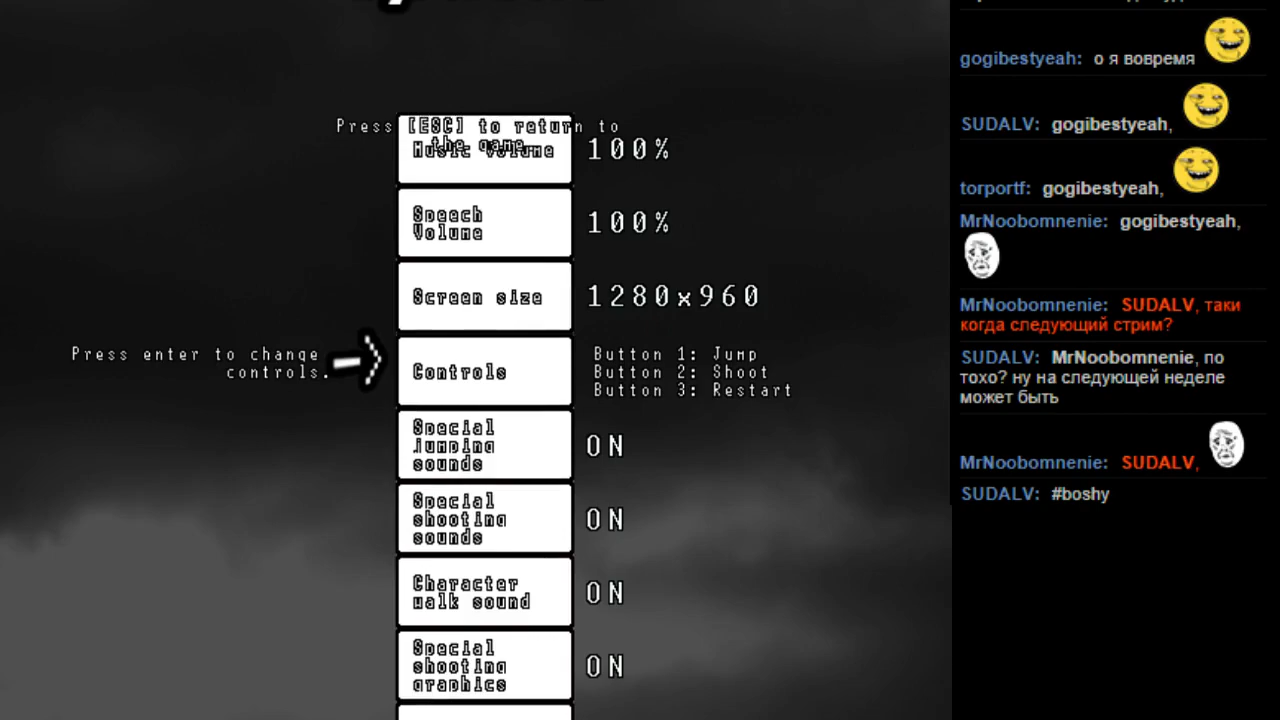 Press [ESC] to return to
the game
Music Volume 100%
Speech
Volume
100%
Screen size 1280x960
Press enter to change
controls.
Controls
Button 1: Jump
Button 2: Shoot
Button 3: Restart
Special
jumping
sounds
ON
Special
shooting
sounds
ON
Character
walk sound
ON
Special
shooting
graphics
ON
gogibestyeah: о я вовремя
SUDALV: gogibestyeah,
torportf: gogibestyeah,
MrNoobomnenie: gogibestyeah,
MrNoobomnenie: SUDALV, таки
когда следующий стрим?
SUDALV: MrNoobomnenie, по
тохо? ну на следующей неделе
может быть
MrNoobomnenie: SUDALV,
SUDALV: #boshy